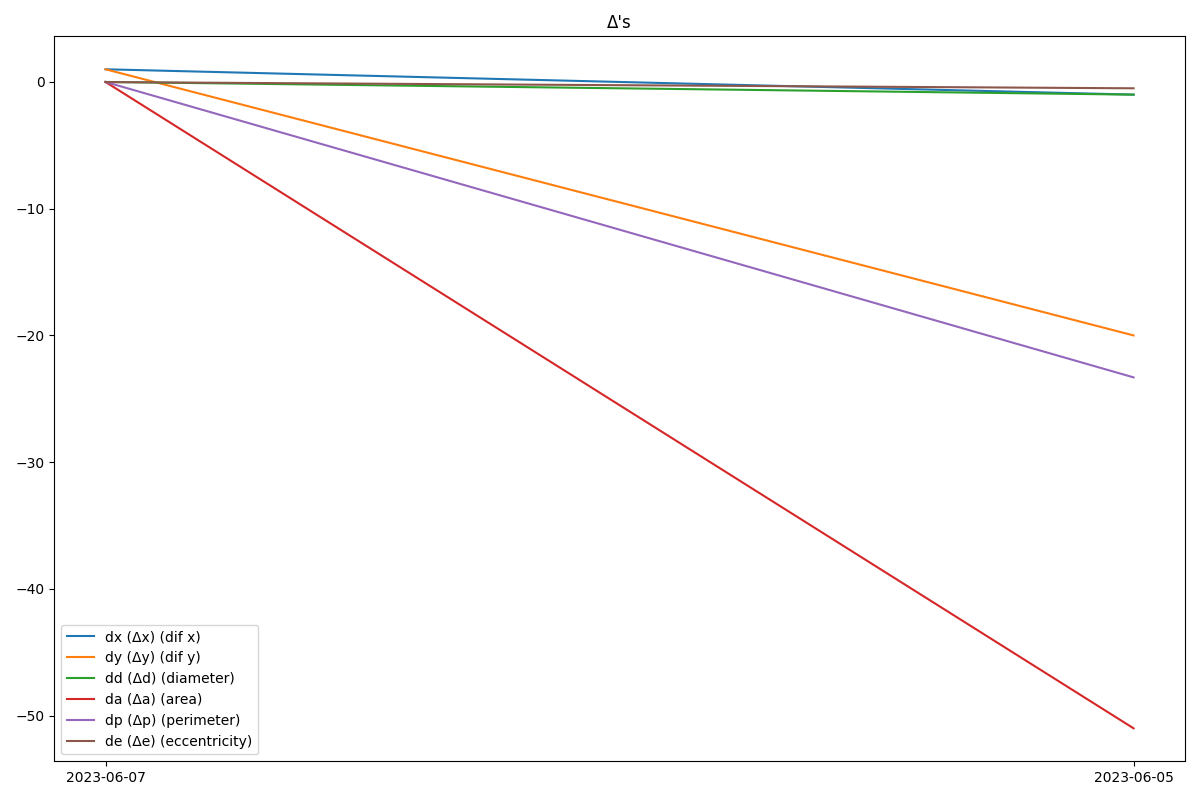 Δ's
0
−10
−20
−30
−40
−50
dx (Δx) (dif x)
dy (Δy) (dif y)
dd (Δd) (diameter)
da (Δa) (area)
dp (Δp) (perimeter)
de (Δe) (eccentricity)
2023-06-07 2023-06-05